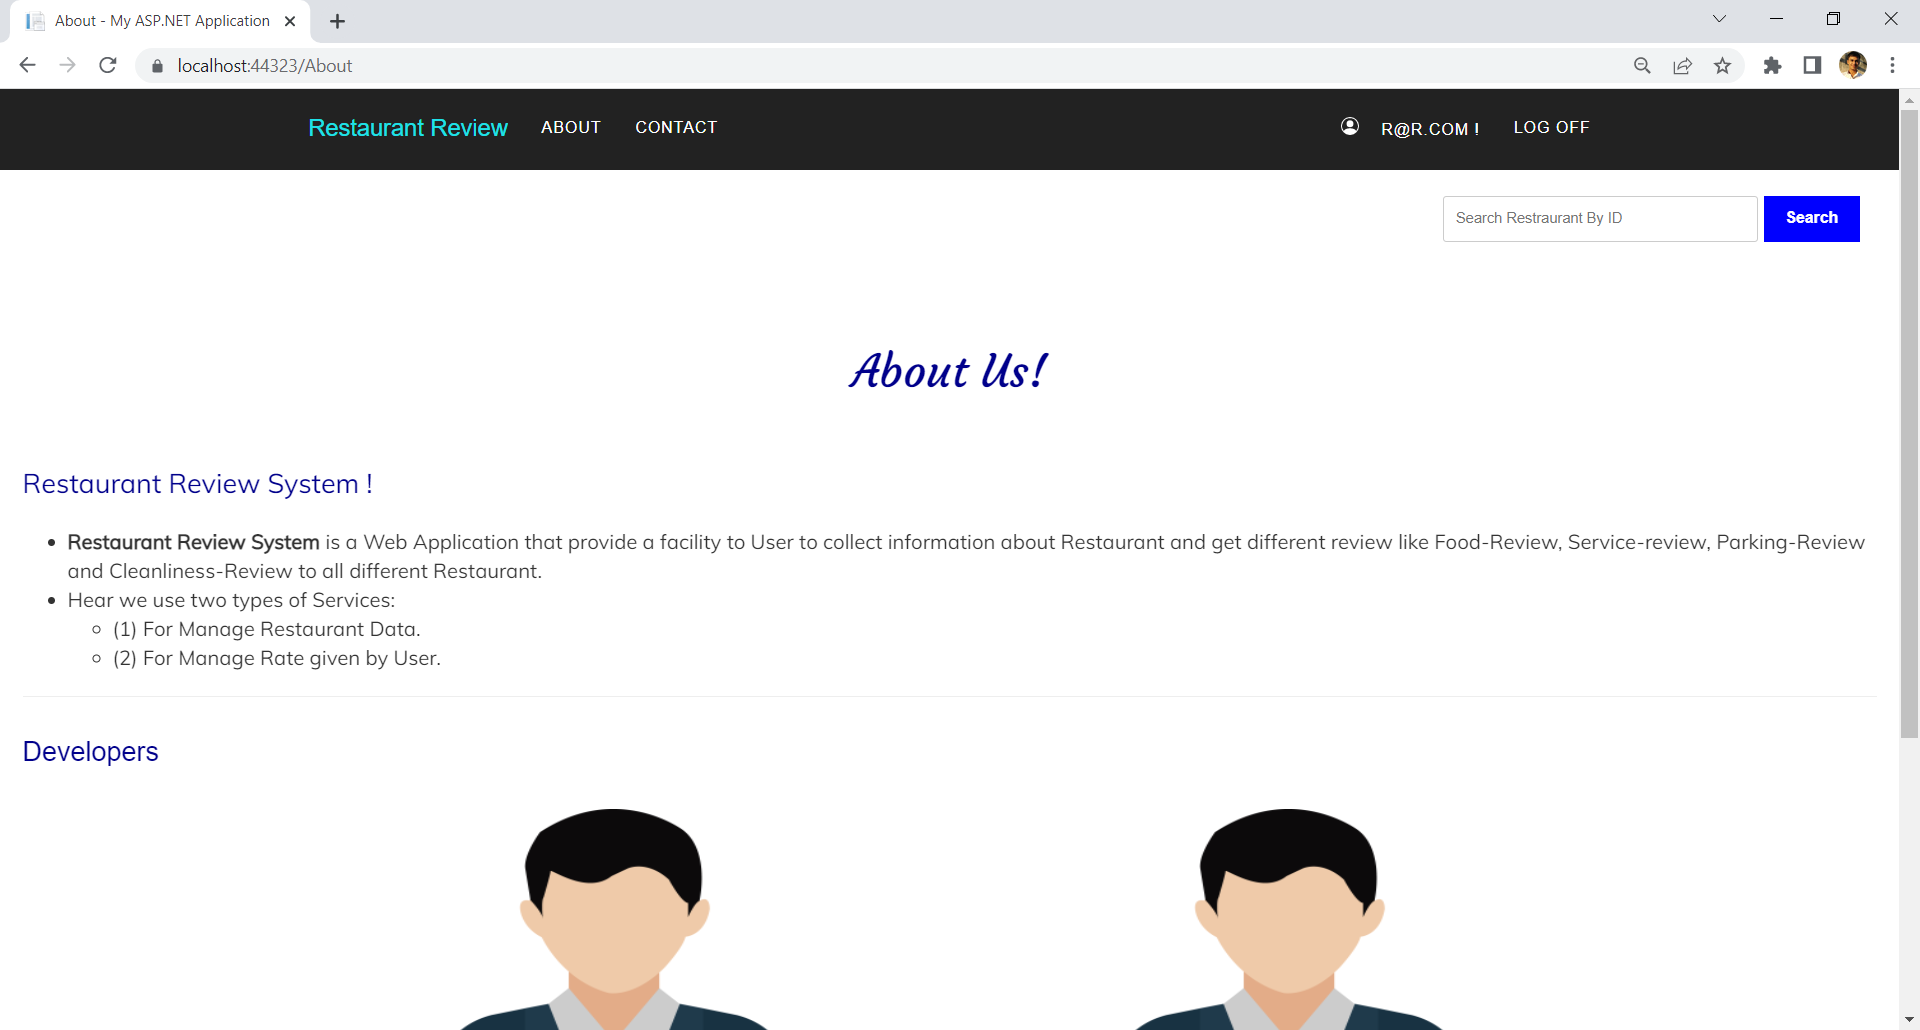 About - My ASP.NET Application
localhost:44323/About
Restaurant Review ABOUT CONTACT R@R.COM ! LOG OFF
Search Restraurant By ID Search
About Us!
Restaurant Review System !
Restaurant Review System is a Web Application that provide a facility to User to collect information about Restaurant and get different review like Food-Review, Service-review, Parking-Review
and Cleanliness-Review to all different Restaurant.
Hear we use two types of Services:
(1) For Manage Restaurant Data.
(2) For Manage Rate given by User.
Developers